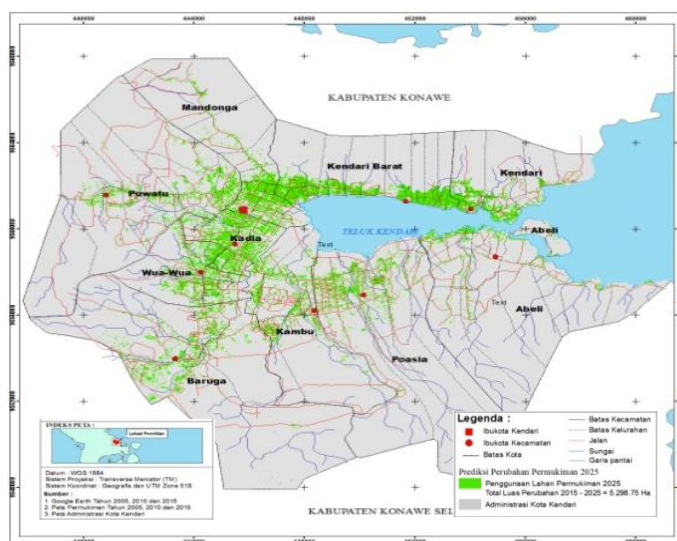 KABUPATEN KONAWE
Mandonga
Kendari Barat
Kendari
Puwatu
Kadia
TELUK KENDARI
Abeli
Text
Wua-Wua
Text
Abeli
Kambu
Poasia
Baruga
INDEKS PETA :
Lokasi Penelitian
Datum : WGS 1984
Sistem Proyeksi : Transverse Mercator (TM)
Sistem Koordinat : Geografis dan UTM Zone 51S
Sumber :
1. Google Earth Tahun 2005, 2010 dan 2015
2. Peta Permukiman Tahun 2005, 2010 dan 2015
3. Peta Administrasi Kota Kendari
Legenda :
Ibukota Kendari
Ibukota Kecamatan
Batas Kota
Batas Kecamatan
Batas Kelurahan
Jalan
Sungai
Garis pantai
Prediksi Perubahan Permukiman 2025
Penggunaan Lahan Permukiman 2025
Total Luas Perubahan 2015 - 2025 = 5.298.75 Ha
Administrasi Kota Kendari
KABUPATEN KONAWE SEL